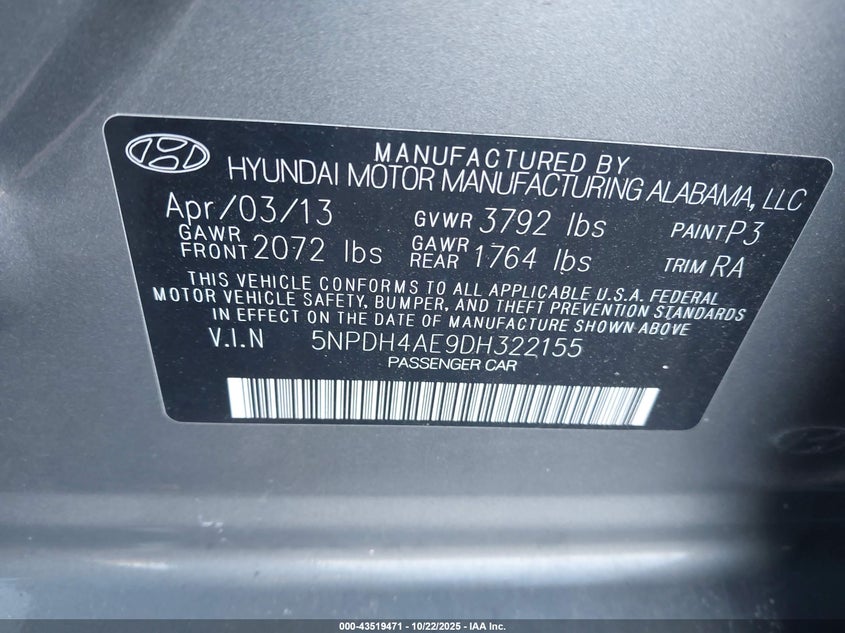 MANUFACTURED BY
HYUNDAI MOTOR MANUFACTURING ALABAMA, LLC
Apr/03/13 GVWR 3792 lbs PAINT P3
GAWR FRONT 2072 lbs GAWR REAR 1764 lbs TRIM RA
THIS VEHICLE CONFORMS TO ALL APPLICABLE U.S.A. FEDERAL
MOTOR VEHICLE SAFETY, BUMPER, AND THEFT PREVENTION STANDARDS
IN EFFECT ON THE DATE OF MANUFACTURE SHOWN ABOVE
V.I.N 5NPDH4AE9DH322155
PASSENGER CAR
000-43519471 - 10/22/2025 - IAA Inc.